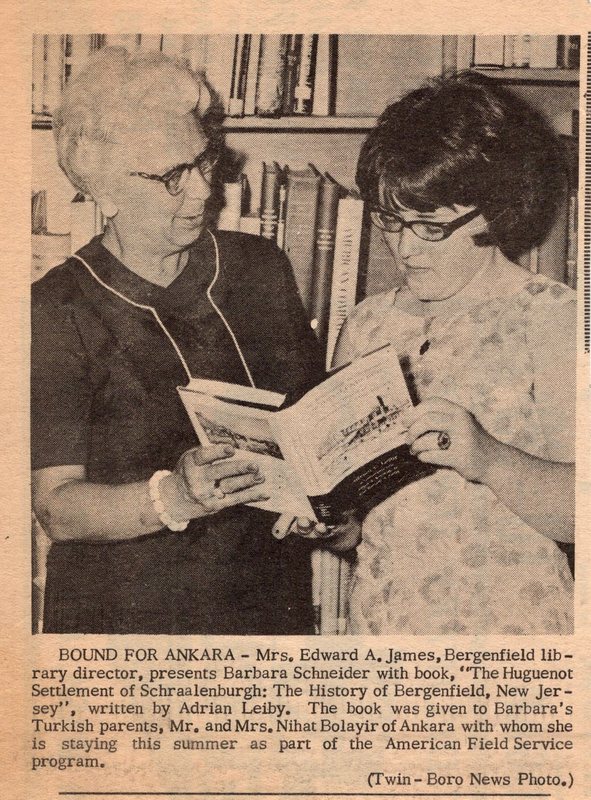 BOUND FOR ANKARA - Mrs. Edward A. James, Bergenfield lib-
rary director, presents Barbara Schneider with book, "The Huguenot
Settlement of Schraalenburgh: The History of Bergenfield, New Jer-
sey", written by Adrian Leiby. The book was given to Barbara's
Turkish parents, Mr. and Mrs. Nihat Bolayir of Ankara with whom she
is staying this summer as part of the American Field Service
program.
(Twin-Boro News Photo.)